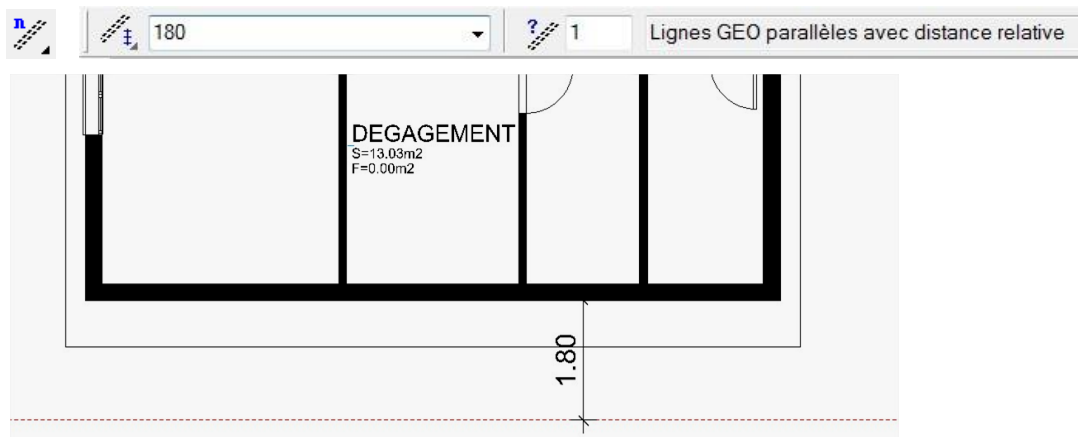 n 180 ? 1 Lignes GEO parallèles avec distance relative
DEGAGEMENT
S=13.03m2
F=0.00m2
1.80